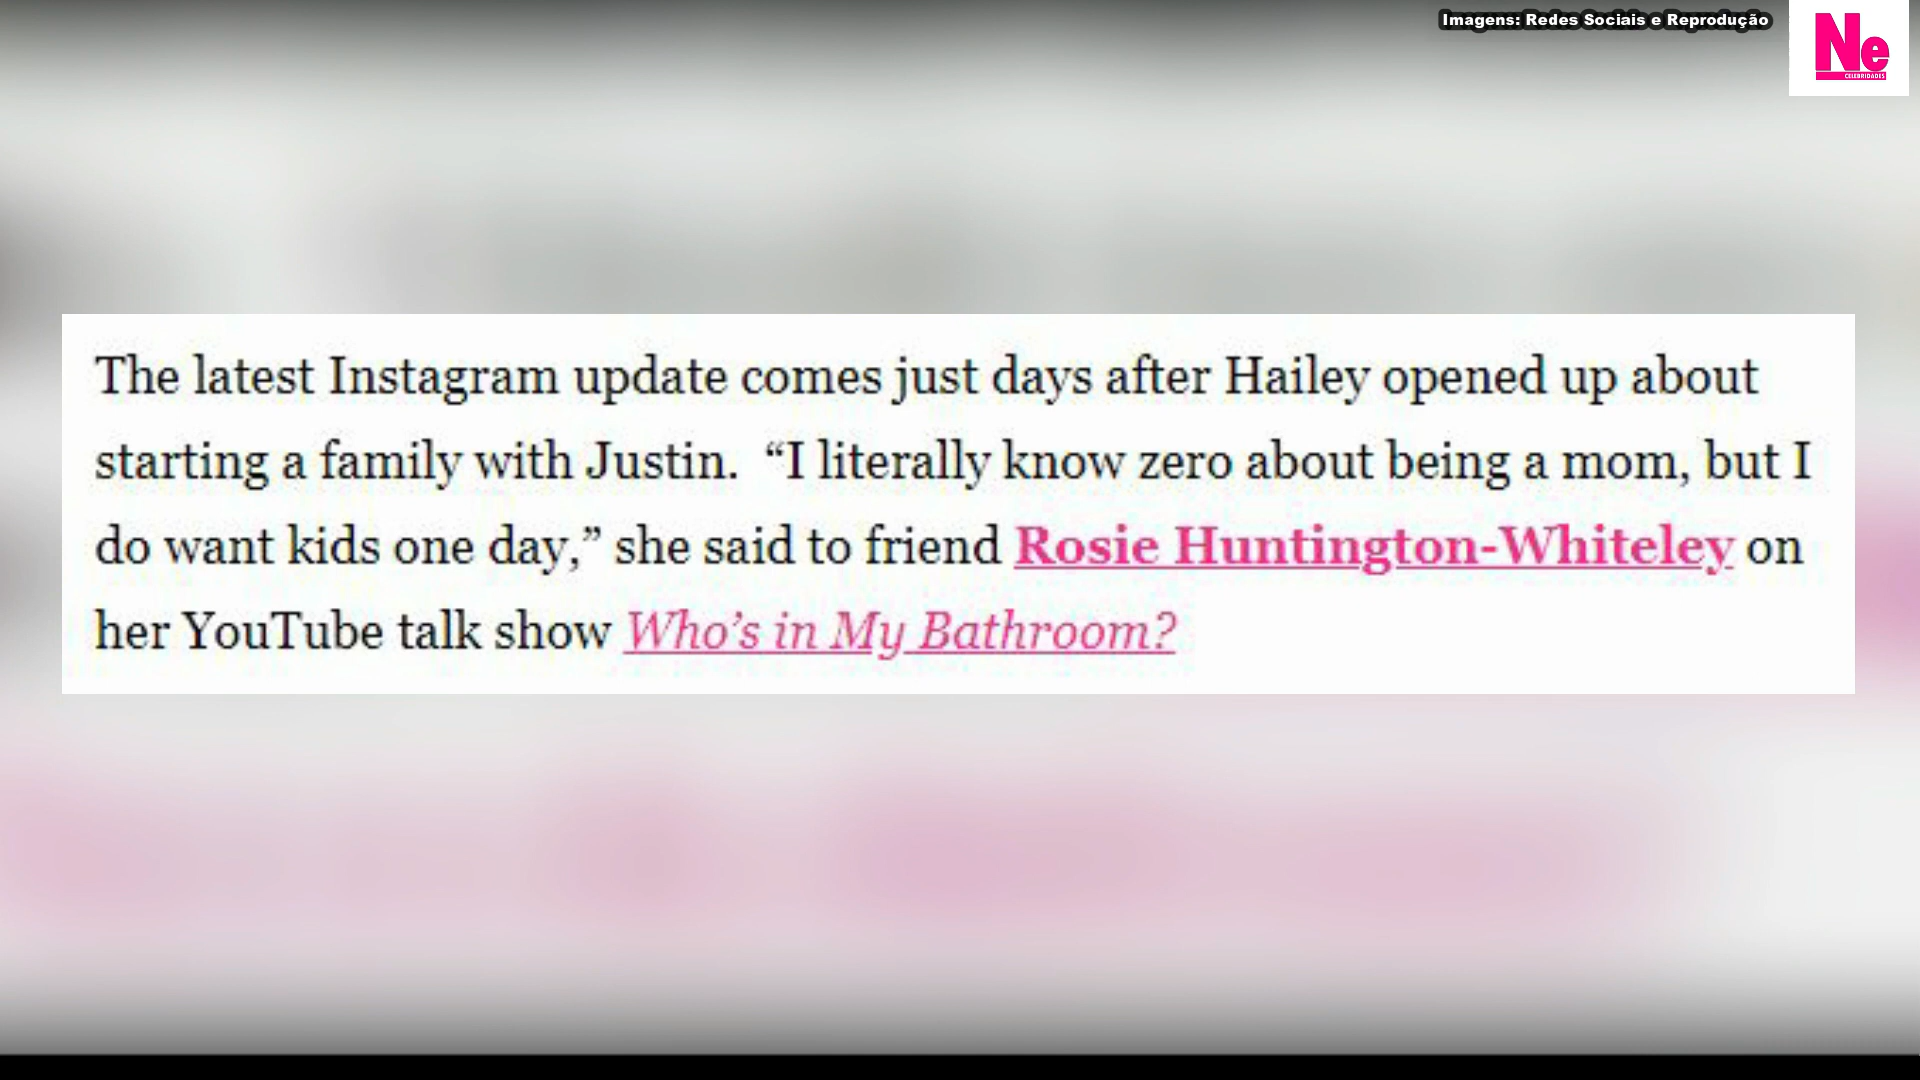 Imagens: Redes Sociais e Reprodução
Ne
CELEBRIDADES
The latest Instagram update comes just days after Hailey opened up about
starting a family with Justin.  “I literally know zero about being a mom, but I
do want kids one day,” she said to friend Rosie Huntington-Whiteley on
her YouTube talk show Who’s in My Bathroom?